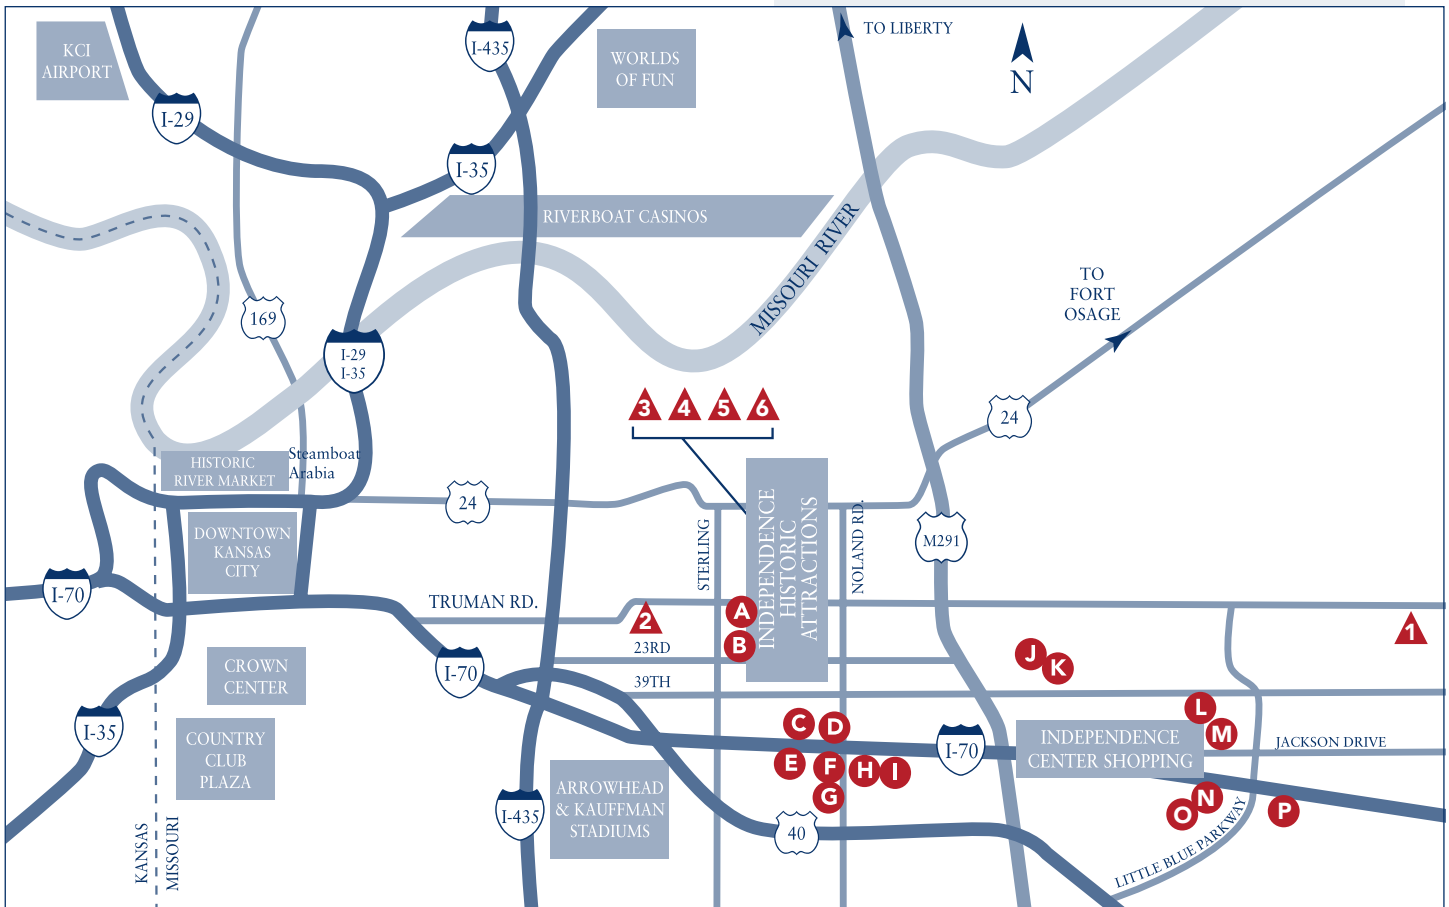 KCI
AIRPORT
I-29
I-435
WORLDS
OF FUN
TO LIBERTY
N
I-35
RIVERBOAT CASINOS
MISSOURI RIVER
169
I-29
I-35
TO
FORT
OSAGE
24
3 4 5 6
Steamboat
Arabia
HISTORIC
RIVER MARKET
24
DOWNTOWN
KANSAS
CITY
STERLING
INDEPENDENCE
HISTORIC
ATTRACTIONS
NOLAND RD.
M291
I-70
TRUMAN RD.
2
A
B
1
23RD
39TH
J
K
CROWN
CENTER
I-70
I-35
COUNTRY
CLUB
PLAZA
C
D
E
F
G
H
I
I-70
INDEPENDENCE
CENTER SHOPPING
L
M
JACKSON DRIVE
ARROWHEAD
& KAUFFMAN
STADIUMS
I-435
40
N
O
P
LITTLE BLUE PARKWAY
KANSAS
MISSOURI